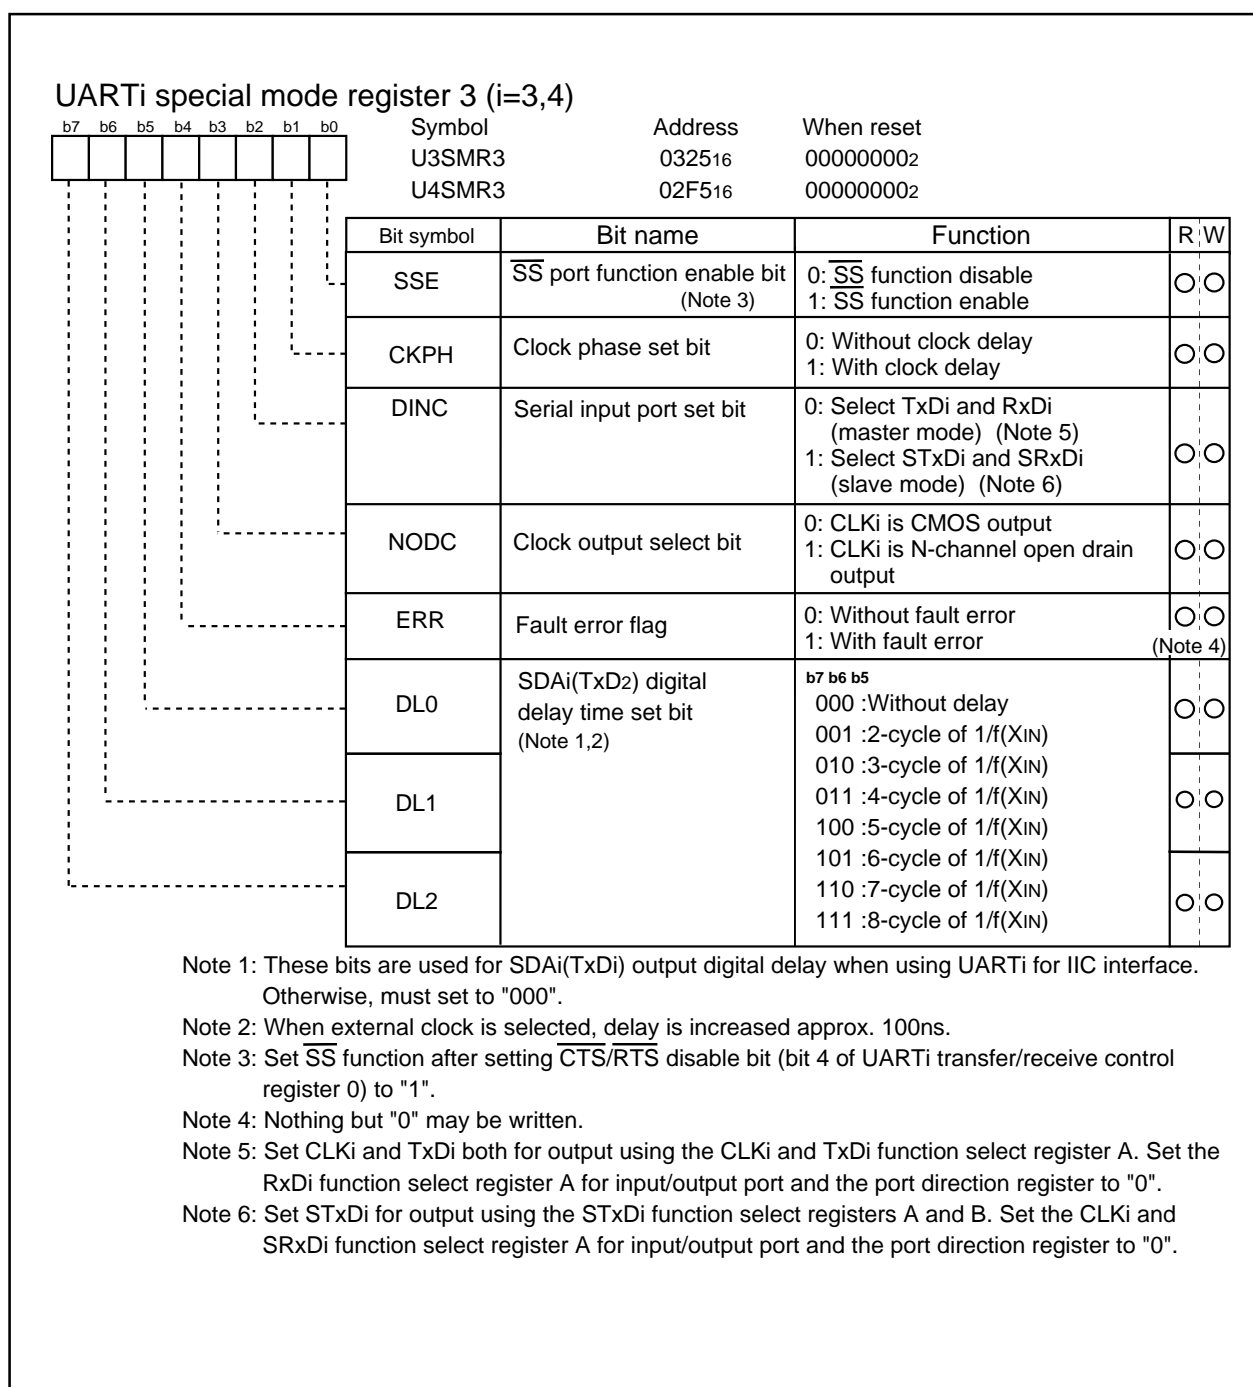 UARTi special mode register 3 (i=3,4)
b7 b6 b5 b4 b3 b2 b1 b0
Symbol Address When reset
U3SMR3 032516 000000002
U4SMR3 02F516 000000002
Bit symbol Bit name Function R W
SSE SS port function enable bit (Note 3) 0: SS function disable
1: SS function enable
CKPH Clock phase set bit 0: Without clock delay
1: With clock delay
DINC Serial input port set bit 0: Select TxDi and RxDi
(master mode) (Note 5)
1: Select STxDi and SRxDi
(slave mode) (Note 6)
NODC Clock output select bit 0: CLKi is CMOS output
1: CLKi is N-channel open drain
output
ERR Fault error flag 0: Without fault error
1: With fault error (Note 4)
DL0 SDAi(TxD2) digital
delay time set bit
(Note 1,2)
b7 b6 b5
000 :Without delay
001 :2-cycle of 1/f(XIN)
010 :3-cycle of 1/f(XIN)
DL1 011 :4-cycle of 1/f(XIN)
100 :5-cycle of 1/f(XIN)
101 :6-cycle of 1/f(XIN)
DL2 110 :7-cycle of 1/f(XIN)
111 :8-cycle of 1/f(XIN)
Note 1: These bits are used for SDAi(TxDi) output digital delay when using UARTi for IIC interface.
Otherwise, must set to "000".
Note 2: When external clock is selected, delay is increased approx. 100ns.
Note 3: Set SS function after setting CTS/RTS disable bit (bit 4 of UARTi transfer/receive control
register 0) to "1".
Note 4: Nothing but "0" may be written.
Note 5: Set CLKi and TxDi both for output using the CLKi and TxDi function select register A. Set the
RxDi function select register A for input/output port and the port direction register to "0".
Note 6: Set STxDi for output using the STxDi function select registers A and B. Set the CLKi and
SRxDi function select register A for input/output port and the port direction register to "0".